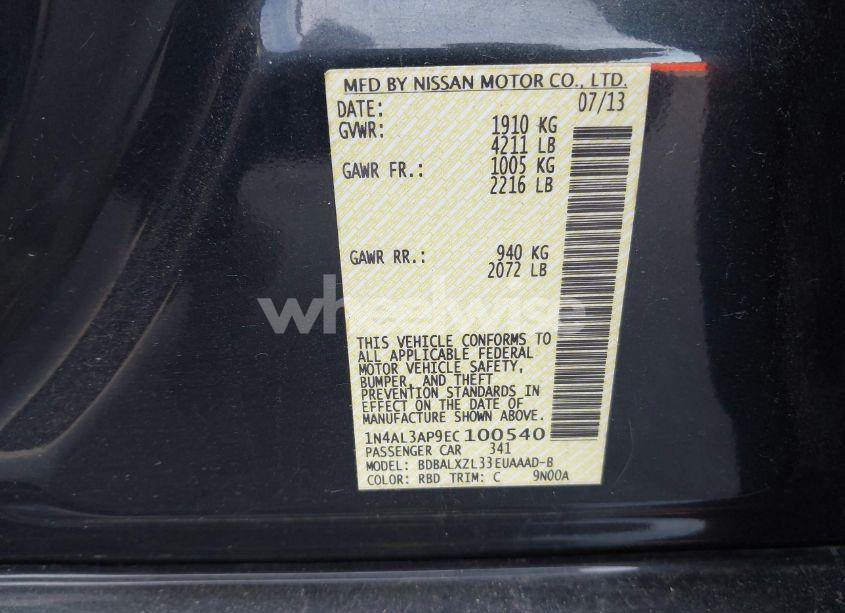 MFD BY NISSAN MOTOR CO., LTD.
DATE: 07/13
GVWR: 1910 KG
4211 LB
GAWR FR.: 1005 KG
2216 LB
GAWR RR.: 940 KG
2072 LB
wheelwise
THIS VEHICLE CONFORMS TO
ALL APPLICABLE FEDERAL
MOTOR VEHICLE SAFETY,
BUMPER, AND THEFT
PREVENTION STANDARDS IN
EFFECT ON THE DATE OF
MANUFACTURE SHOWN ABOVE.
1N4AL3AP9EC100540
PASSENGER CAR 341
MODEL: BDBALXZL33EUAAAD-B
COLOR: RBD TRIM: C 9N00A